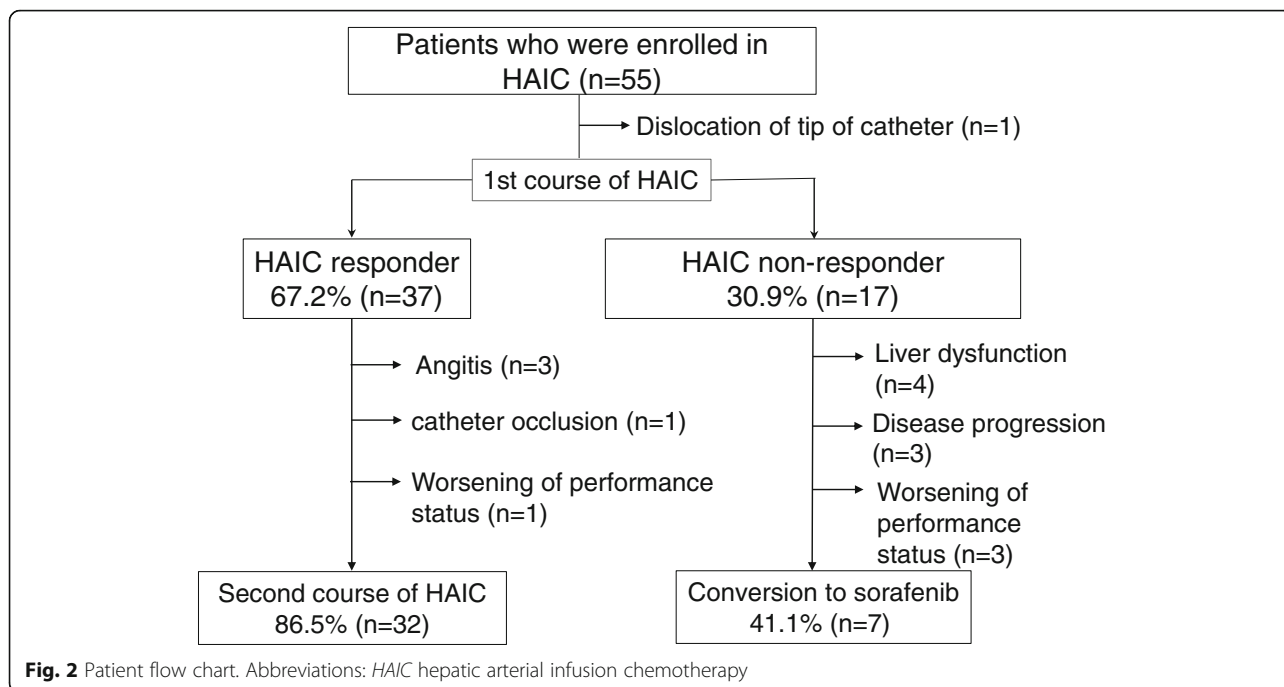 Patients who were enrolled in
HAIC (n=55)
Dislocation of tip of catheter (n=1)
1st course of HAIC
HAIC responder
67.2% (n=37)
HAIC non-responder
30.9% (n=17)
Angitis (n=3)
catheter occlusion (n=1)
Worsening of performance
status (n=1)
Liver dysfunction
(n=4)
Disease progression
(n=3)
Worsening of
performance
status (n=3)
Second course of HAIC
86.5% (n=32)
Conversion to sorafenib
41.1% (n=7)
Fig. 2 Patient flow chart. Abbreviations: HAIC hepatic arterial infusion chemotherapy